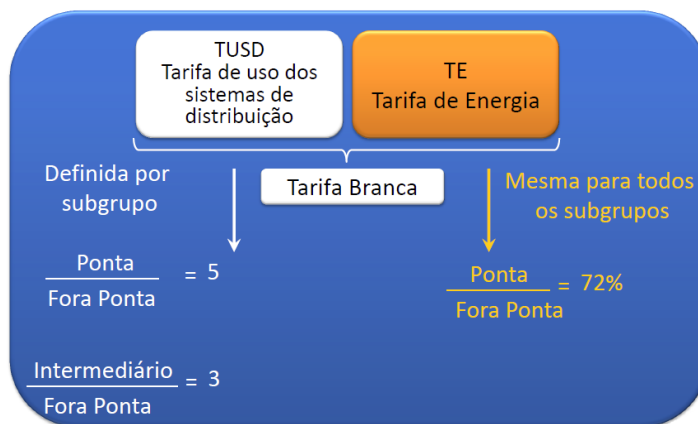 TUSD
Tarifa de uso dos
sistemas de
distribuição
TE
Tarifa de Energia
Tarifa Branca
Definida por
subgrupo
Ponta
Fora Ponta
= 5
Intermediário
Fora Ponta
= 3
Mesma para todos
os subgrupos
Ponta
Fora Ponta
= 72%